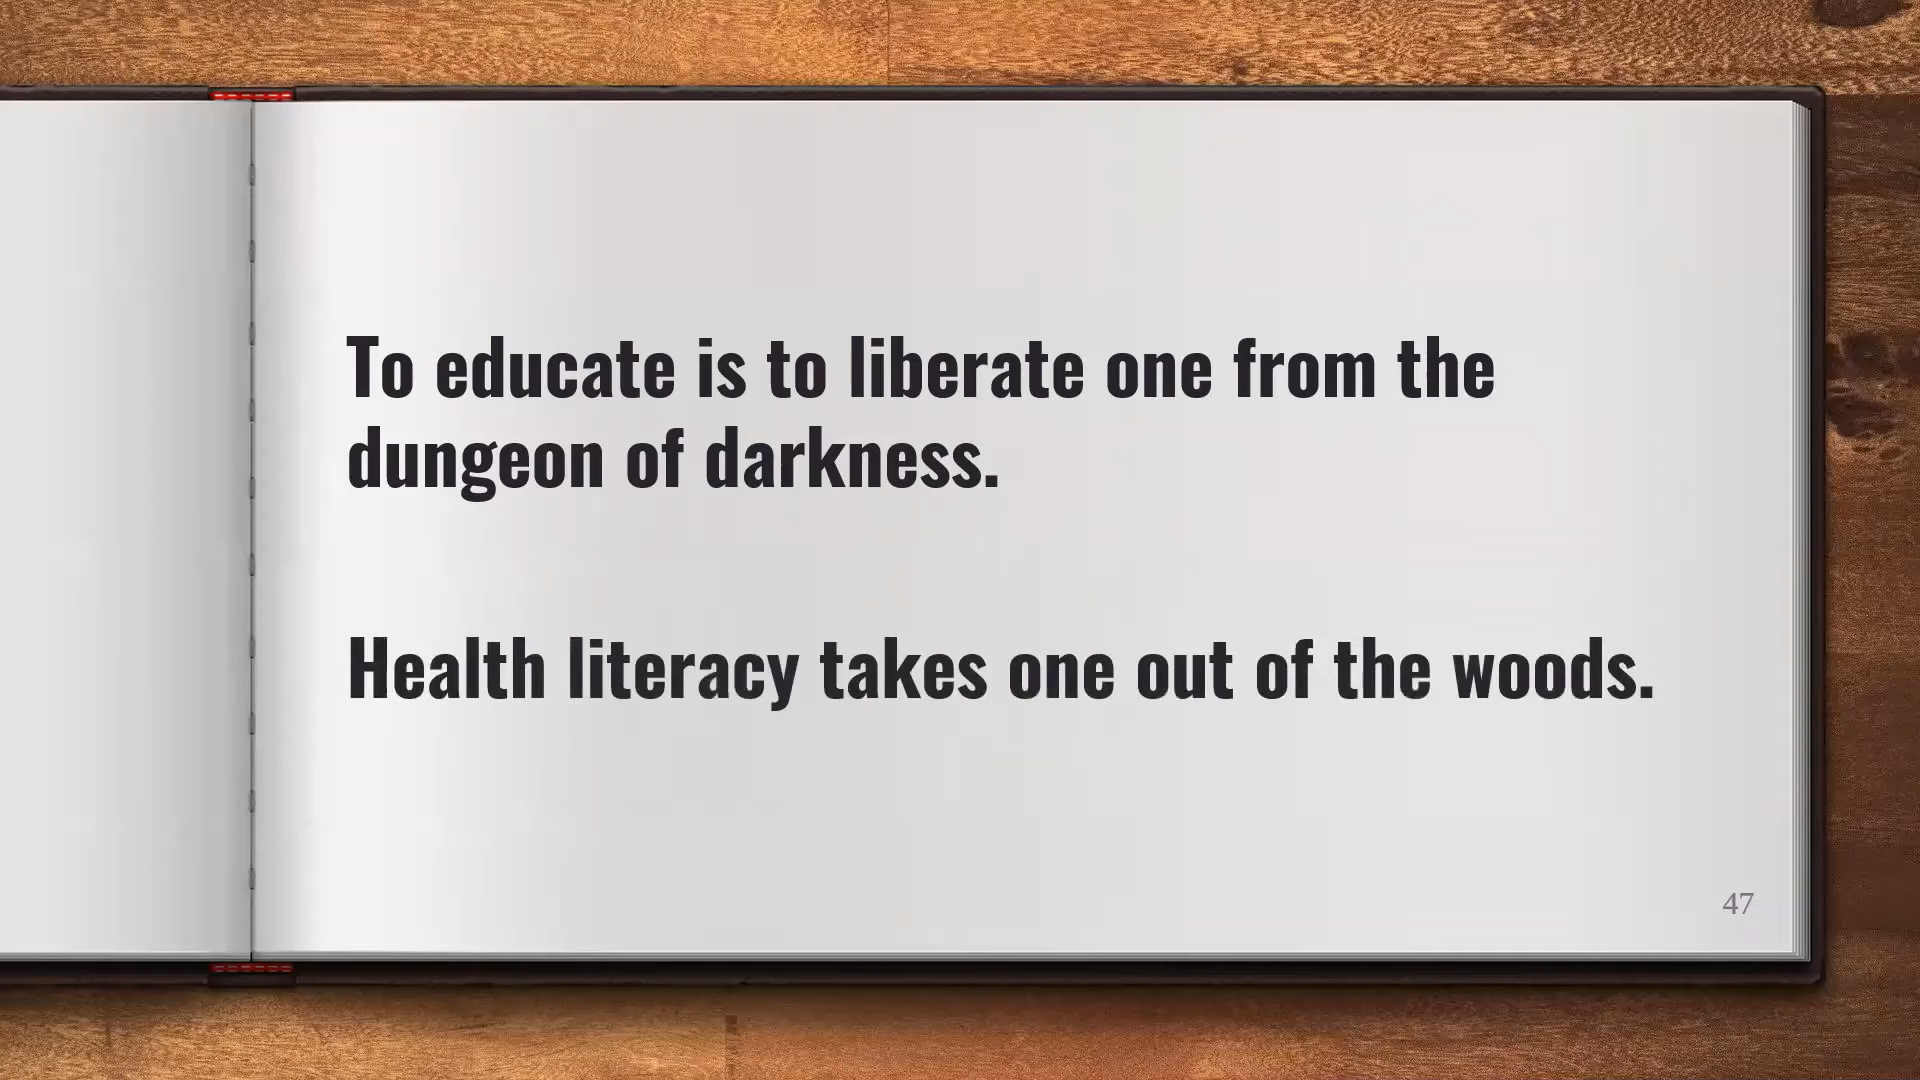 To educate is to liberate one from the
dungeon of darkness.
Health literacy takes one out of the woods.
47